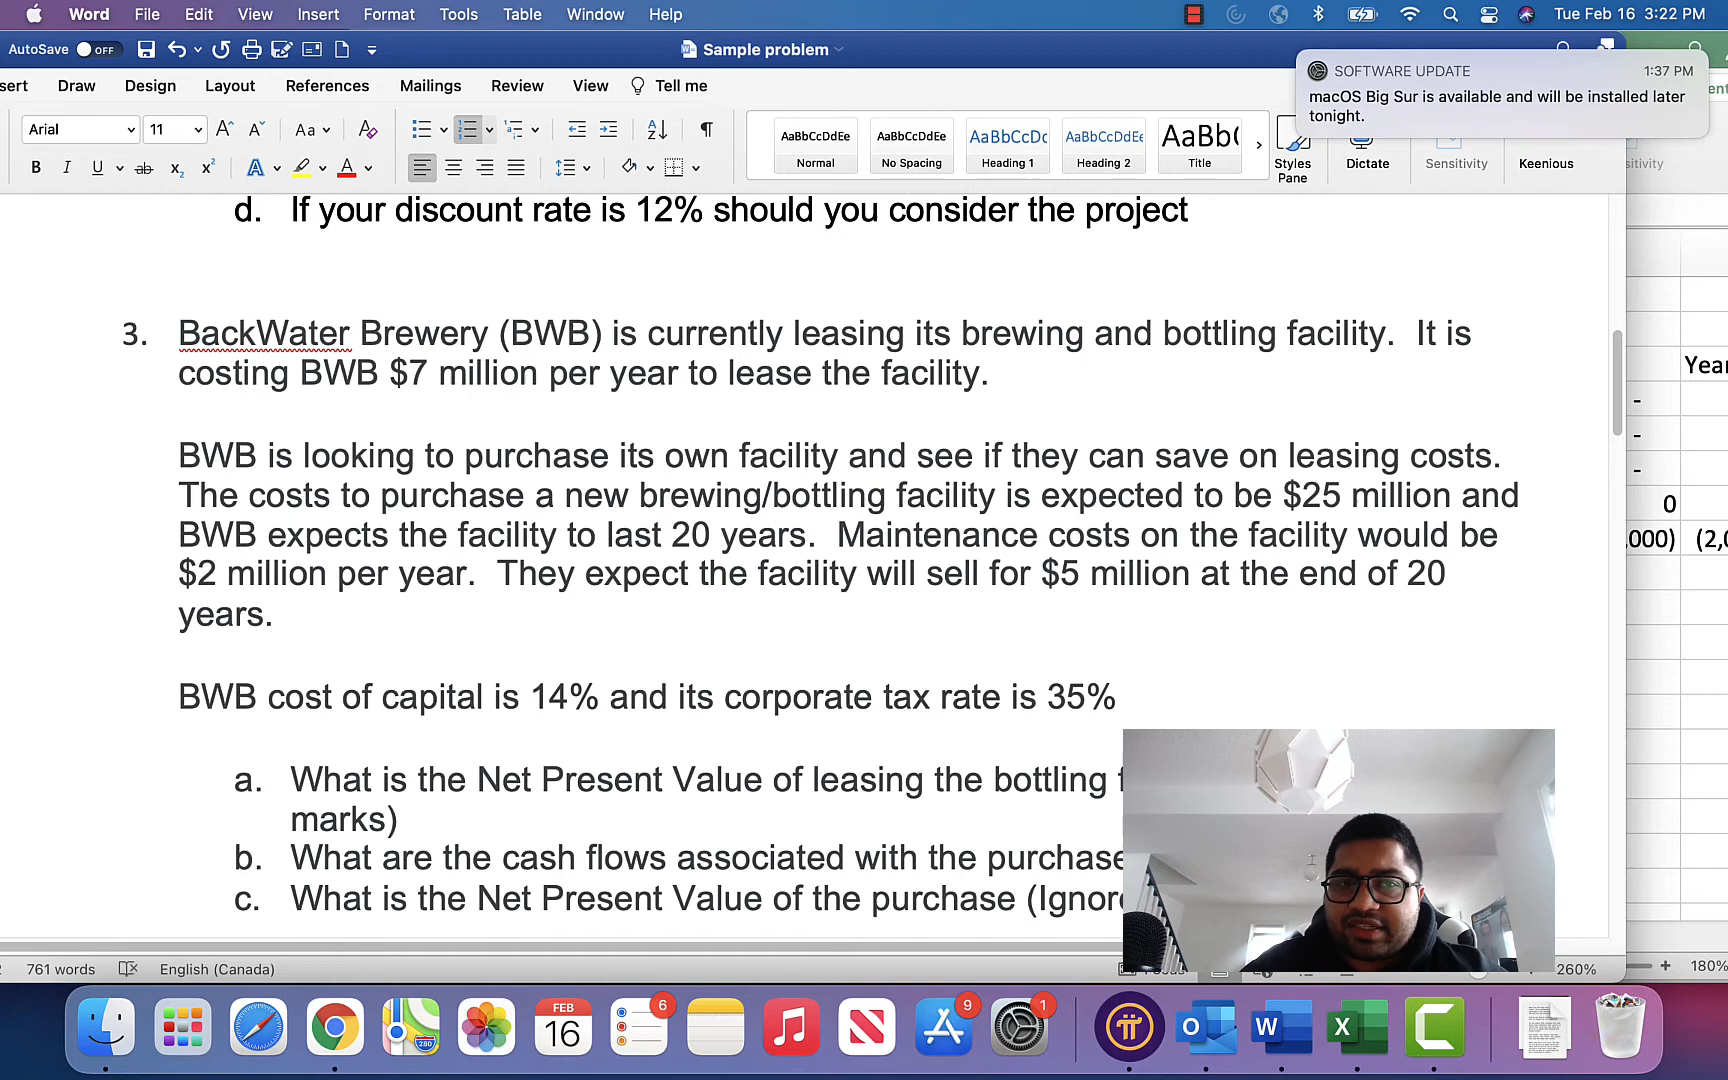 Word File Edit View Insert Format Tools Table Window Help Tue Feb 16 3:22 PM
AutoSave OFF Sample problem
SOFTWARE UPDATE 1:37 PM
macOS Big Sur is available and will be installed later
tonight.
sert Draw Design Layout References Mailings Review View Tell me
Arial 11 Aa
AaBbCcDdEe AaBbCcDdEe AaBbCcDc AaBbCcDdEe AaBb(
Normal No Spacing Heading 1 Heading 2 Title
Styles
Pane
Dictate Sensitivity Keenious sitivity
d. If your discount rate is 12% should you consider the project
3. BackWater Brewery (BWB) is currently leasing its brewing and bottling facility. It is
costing BWB $7 million per year to lease the facility.
BWB is looking to purchase its own facility and see if they can save on leasing costs.
The costs to purchase a new brewing/bottling facility is expected to be $25 million and
BWB expects the facility to last 20 years. Maintenance costs on the facility would be
$2 million per year. They expect the facility will sell for $5 million at the end of 20
years.
BWB cost of capital is 14% and its corporate tax rate is 35%
a. What is the Net Present Value of leasing the bottling
marks)
b. What are the cash flows associated with the purchase
c. What is the Net Present Value of the purchase (Ignor
Year
-
-
-
0
,000) (2,0
761 words English (Canada) 260% 180%
FEB
16
6
9
1
280